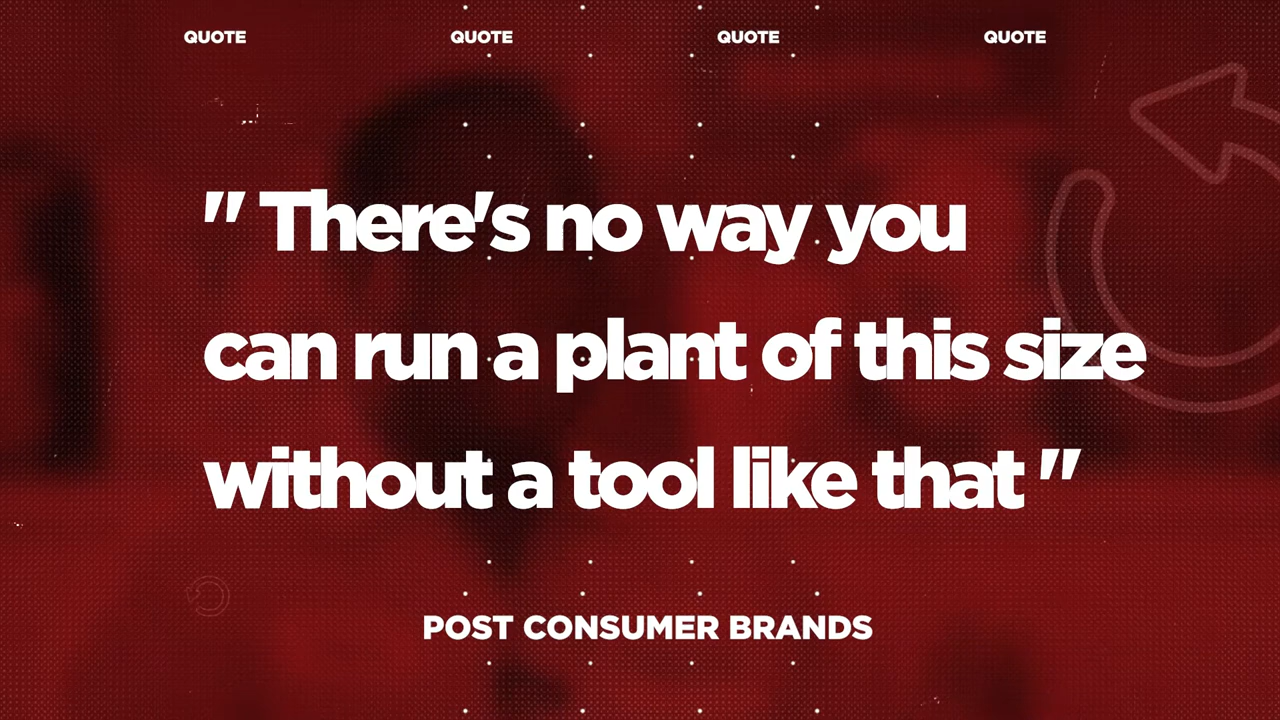 QUOTE QUOTE QUOTE QUOTE
" There's no way you
can run a plant of this size
without a tool like that "
POST CONSUMER BRANDS